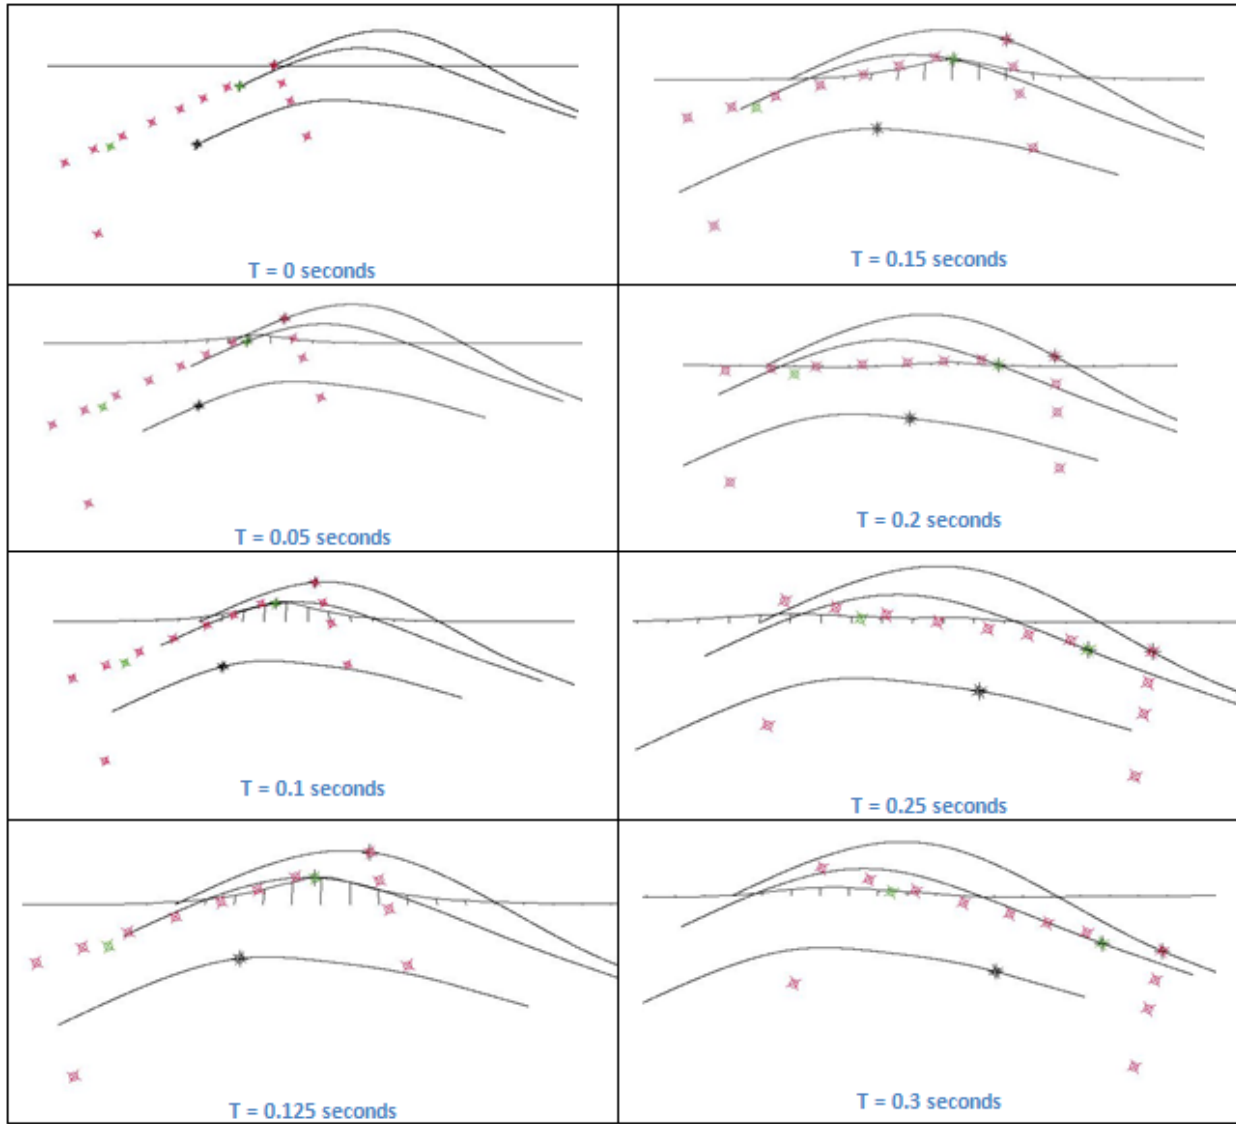 T = 0 seconds
T = 0.15 seconds
T = 0.05 seconds
T = 0.2 seconds
T = 0.1 seconds
T = 0.25 seconds
T = 0.125 seconds
T = 0.3 seconds